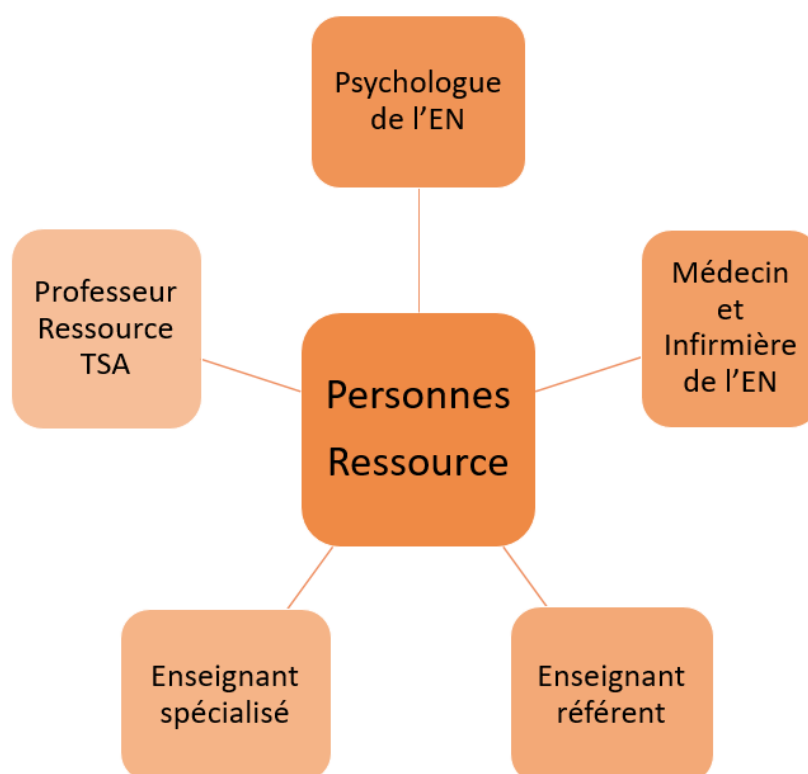 Psychologue
de l’EN
Professeur
Ressource
TSA
Médecin
et
Infirmière
de l’EN
Personnes
Ressource
Enseignant
spécialisé
Enseignant
référent